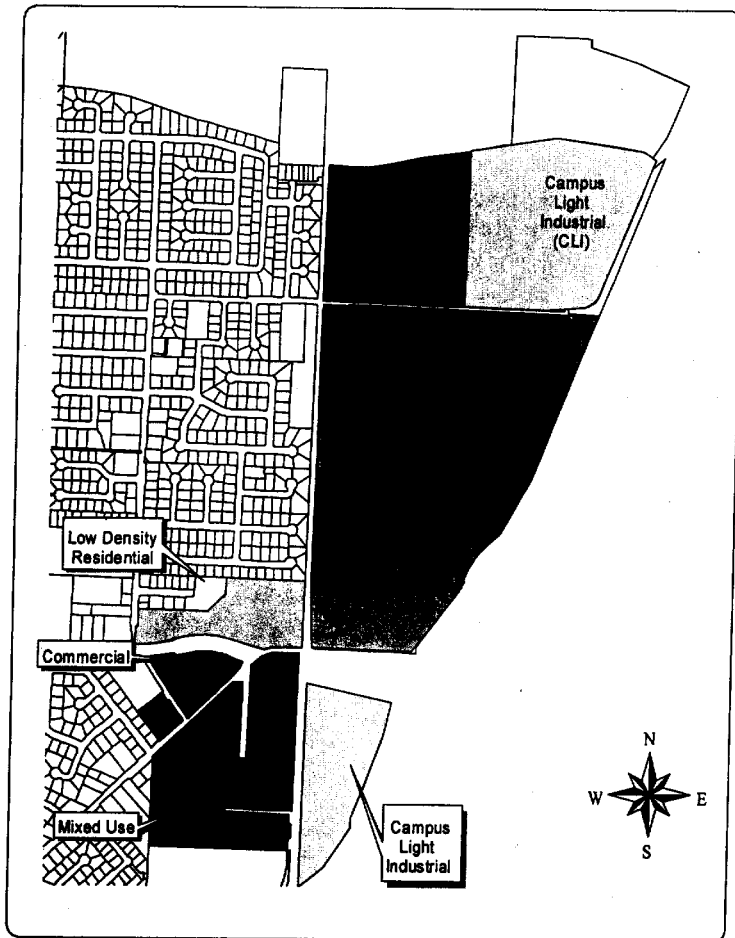 Campus
Light
Industrial
(CLI)
Low Density
Residential
Commercial
Mixed Use
Campus
Light
Industrial
N
W
E
S